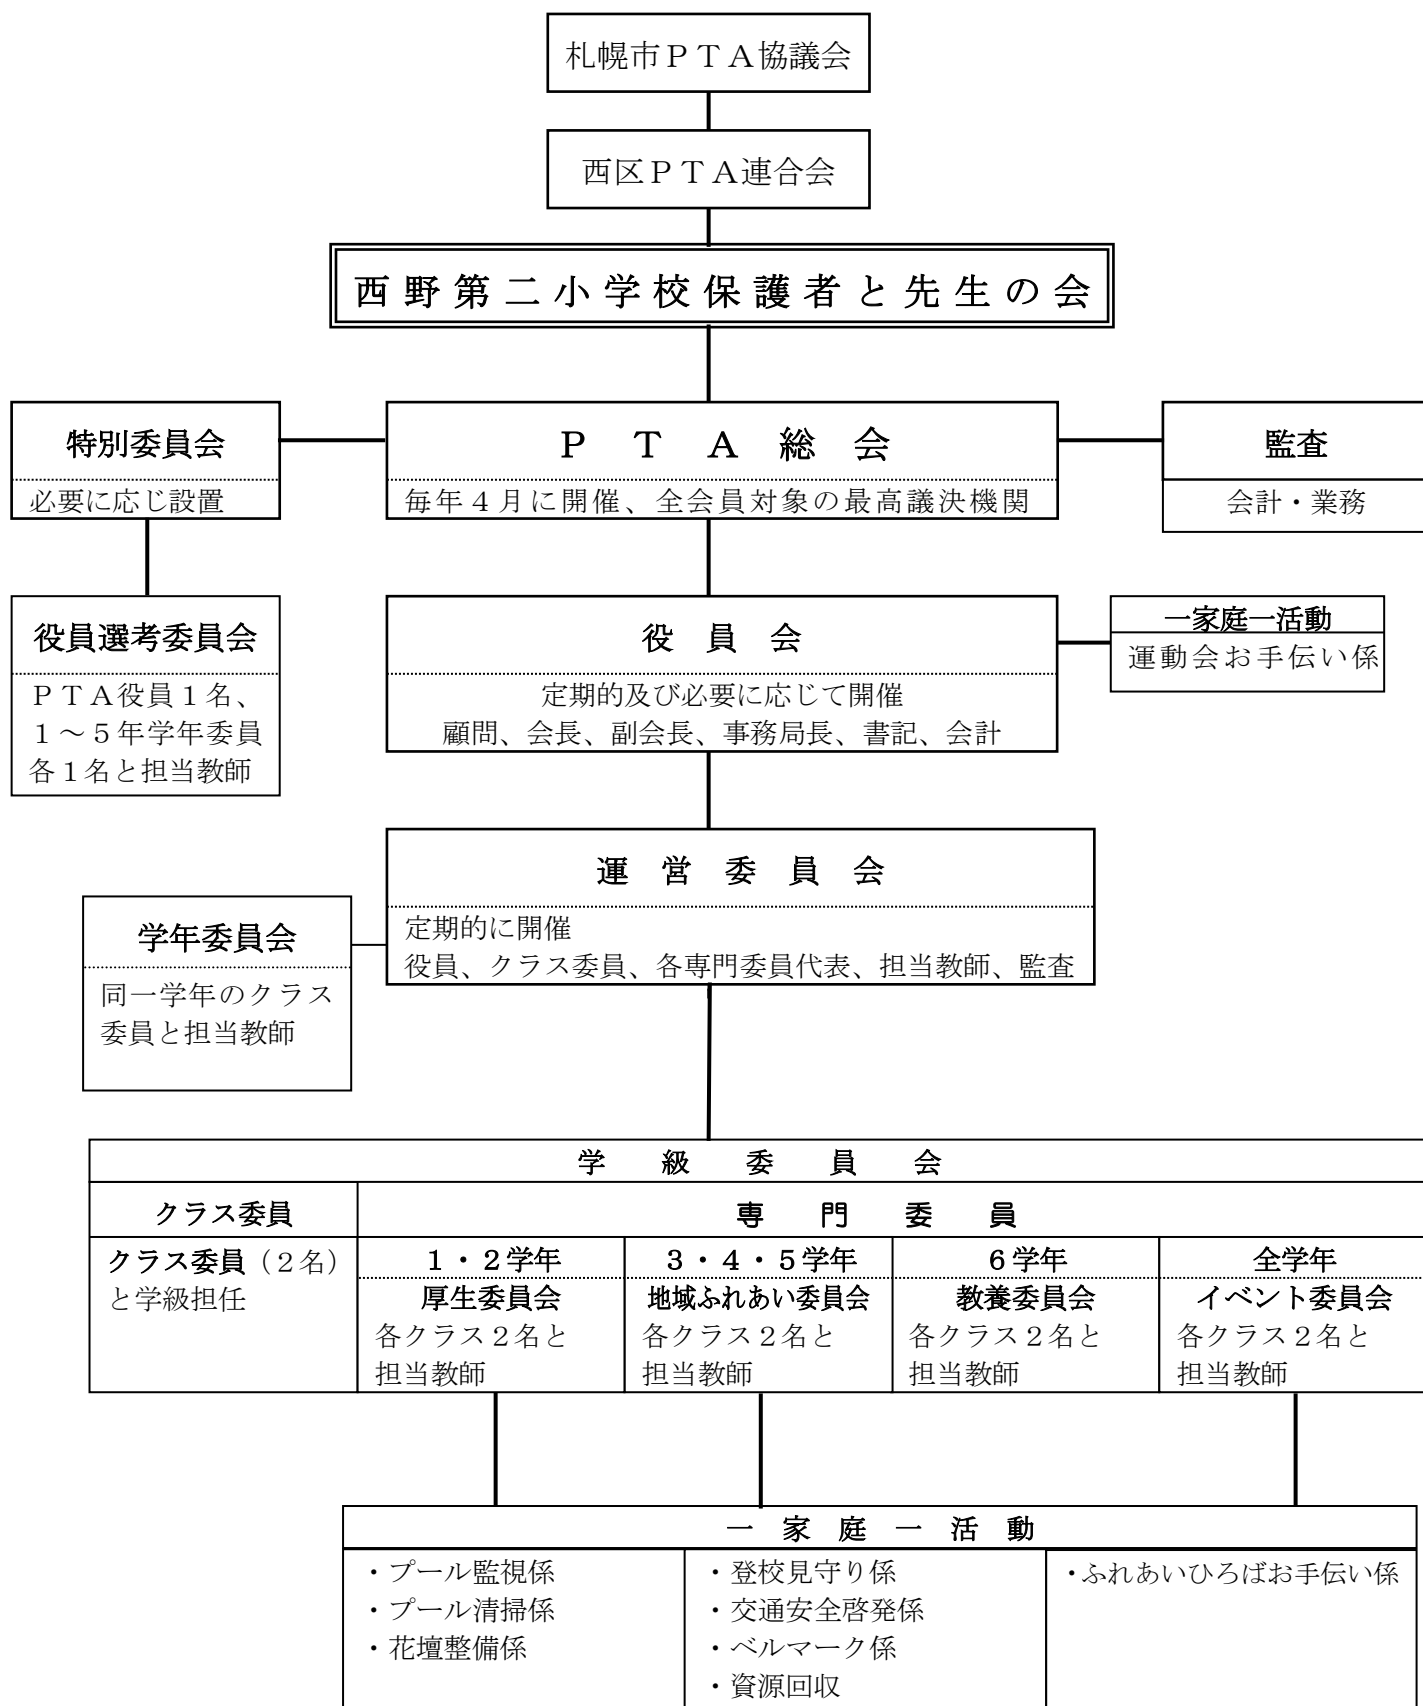 札幌市ＰＴＡ協議会
西区ＰＴＡ連合会
西野第二小学校保護者と先生の会
特別委員会
必要に応じ設置
ＰＴＡ総会
毎年４月に開催、全会員対象の最高議決機関
監査
会計・業務
役員選考委員会
ＰＴＡ役員１名、
１～５年学年委員
各１名と担当教師
役員会
定期的及び必要に応じて開催
顧問、会長、副会長、事務局長、書記、会計
一家庭一活動
運動会お手伝い係
運営委員会
定期的に開催
役員、クラス委員、各専門委員代表、担当教師、監査
学年委員会
同一学年のクラス
委員と担当教師
学級委員会
クラス委員
専門委員
クラス委員（２名）
と学級担任
１・２学年
厚生委員会
各クラス２名と
担当教師
３・４・５学年
地域ふれあい委員会
各クラス２名と
担当教師
６学年
教養委員会
各クラス２名と
担当教師
全学年
イベント委員会
各クラス２名と
担当教師
一家庭一活動
・プール監視係
・プール清掃係
・花壇整備係
・登校見守り係
・交通安全啓発係
・ベルマーク係
・資源回収
・ふれあいひろばお手伝い係